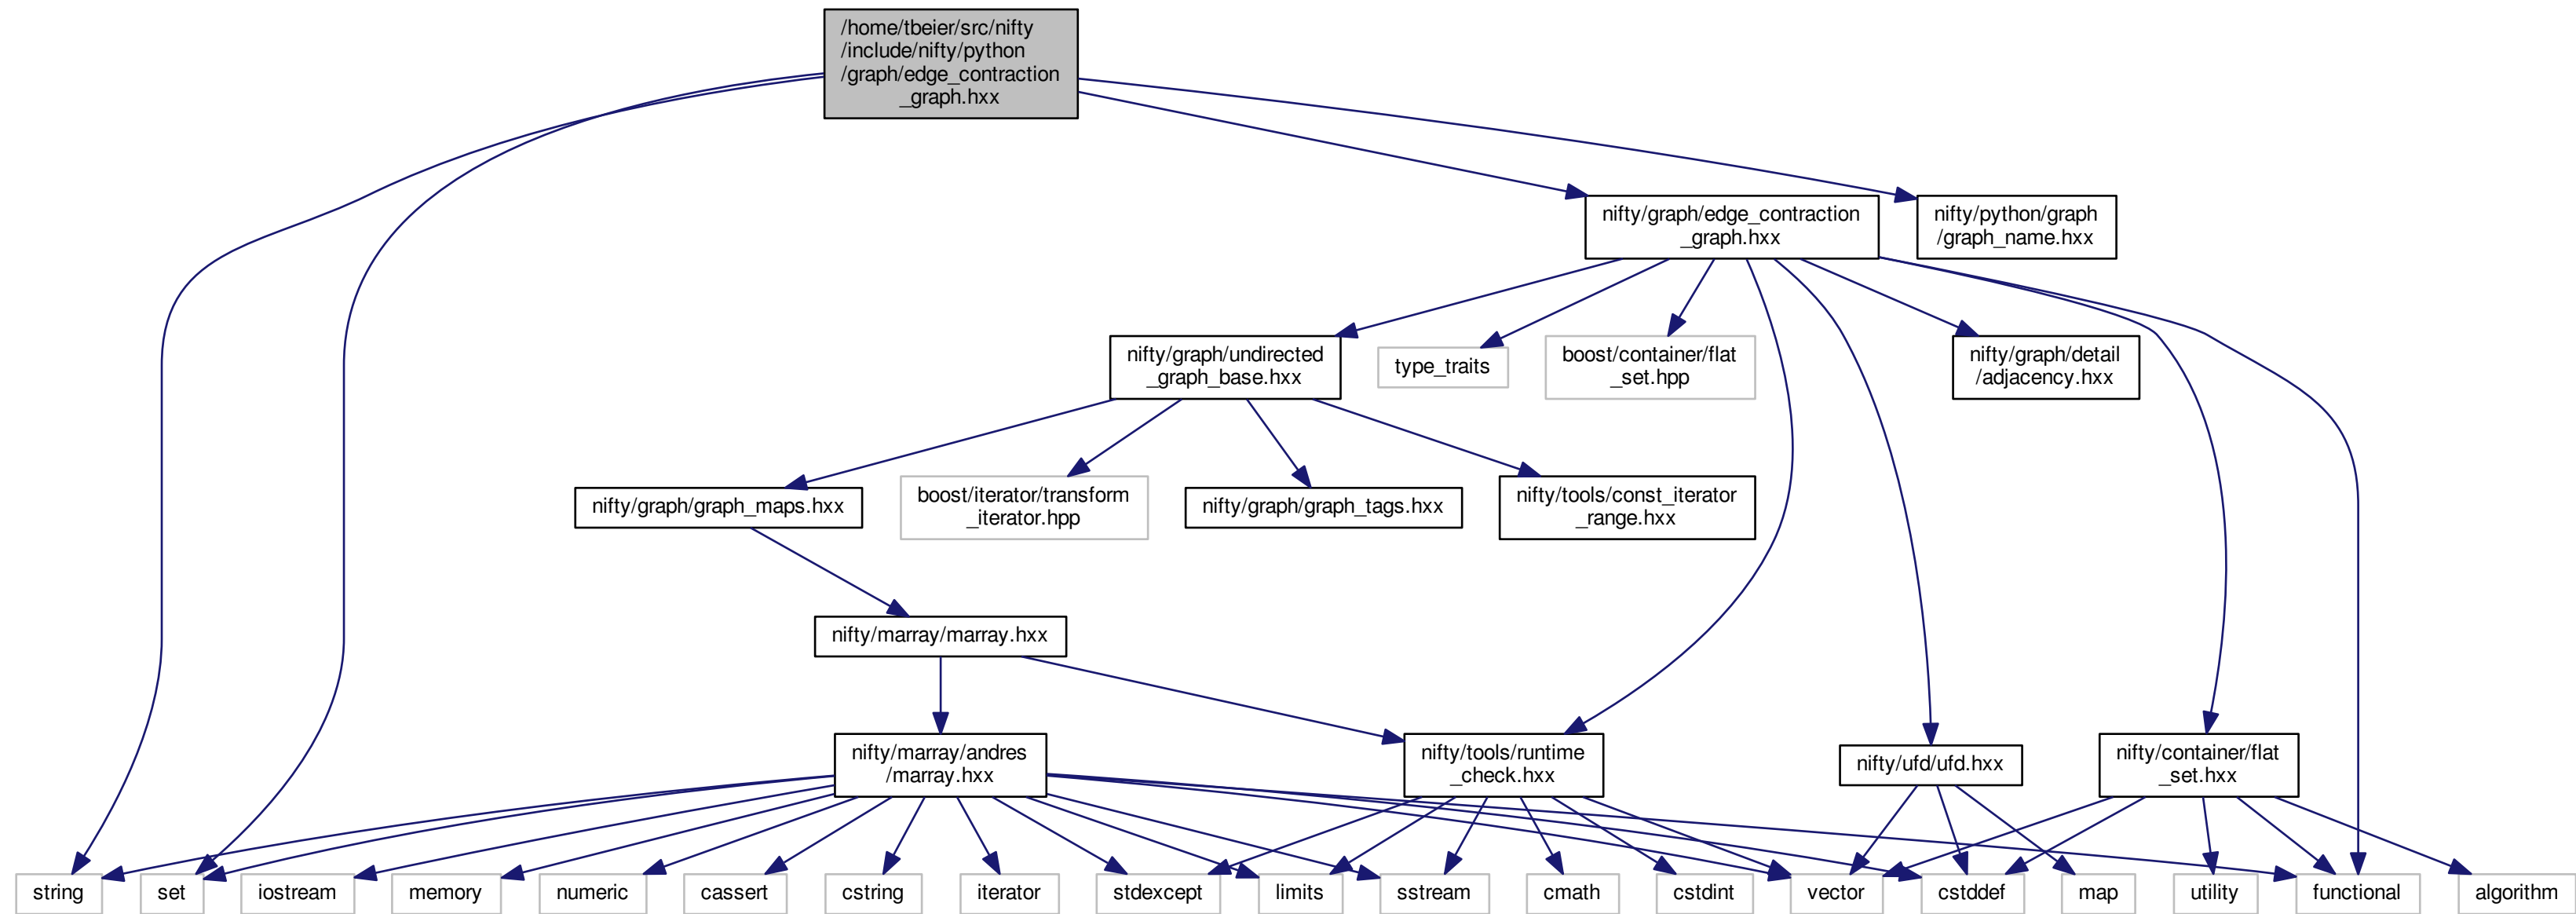 /home/tbeier/src/nifty
/include/nifty/python
/graph/edge_contraction
_graph.hxx
nifty/graph/edge_contraction
_graph.hxx
nifty/python/graph
/graph_name.hxx
nifty/graph/undirected
_graph_base.hxx
type_traits
boost/container/flat
_set.hpp
nifty/graph/detail
/adjacency.hxx
nifty/graph/graph_maps.hxx
boost/iterator/transform
_iterator.hpp
nifty/graph/graph_tags.hxx
nifty/tools/const_iterator
_range.hxx
nifty/marray/marray.hxx
nifty/marray/andres
/marray.hxx
nifty/tools/runtime
_check.hxx
nifty/ufd/ufd.hxx
nifty/container/flat
_set.hxx
string
set
iostream
memory
numeric
cassert
cstring
iterator
stdexcept
limits
sstream
cmath
cstdint
vector
cstddef
map
utility
functional
algorithm